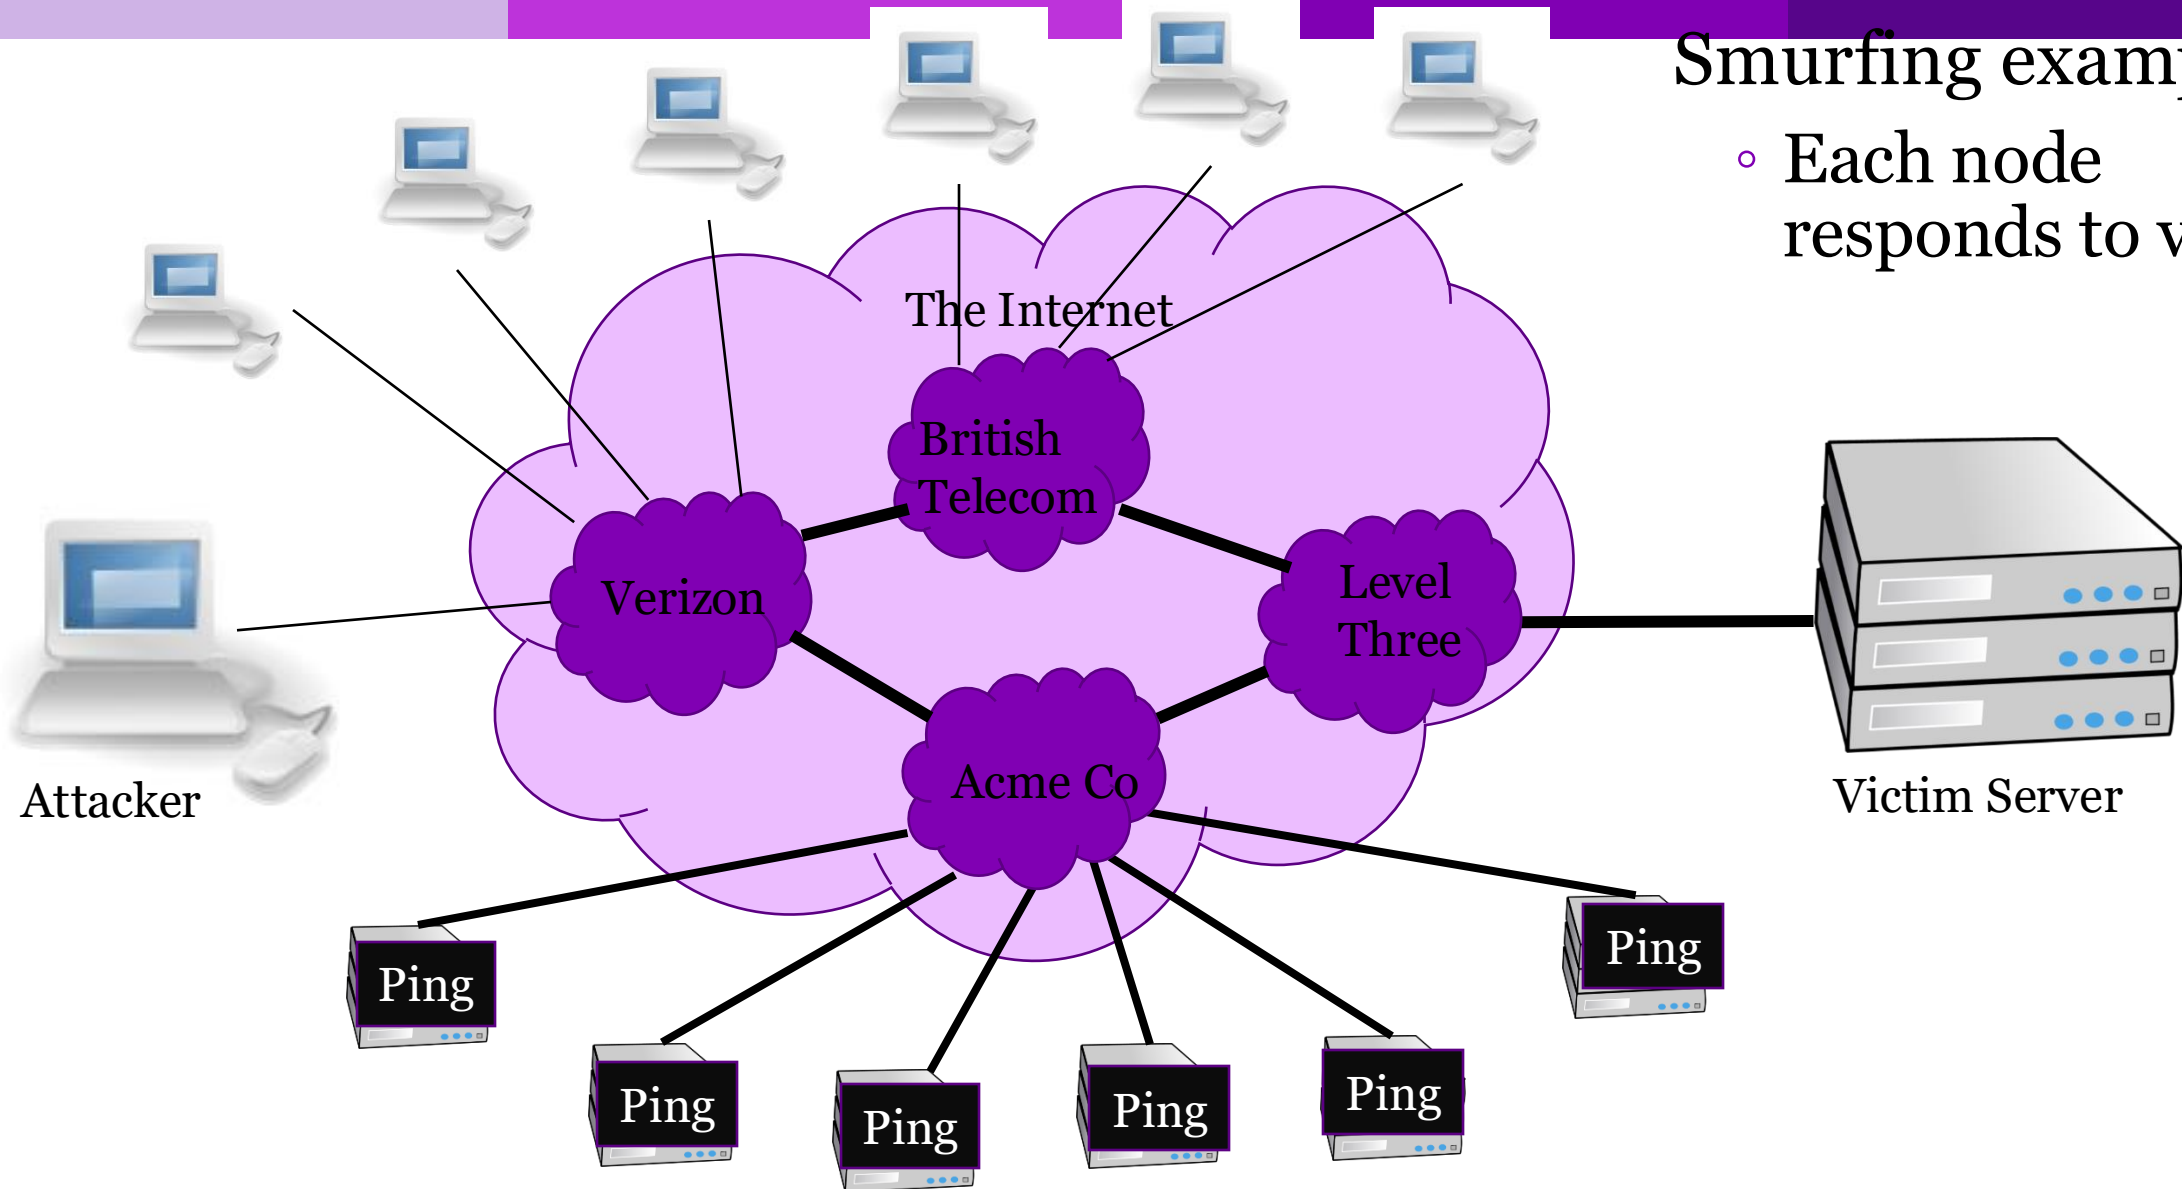 Smurfing exam
Each node
responds to v
The Internet
British
Telecom
Verizon
Level
Three
Acme Co
Attacker
Victim Server
Ping
Ping
Ping
Ping
Ping
Ping